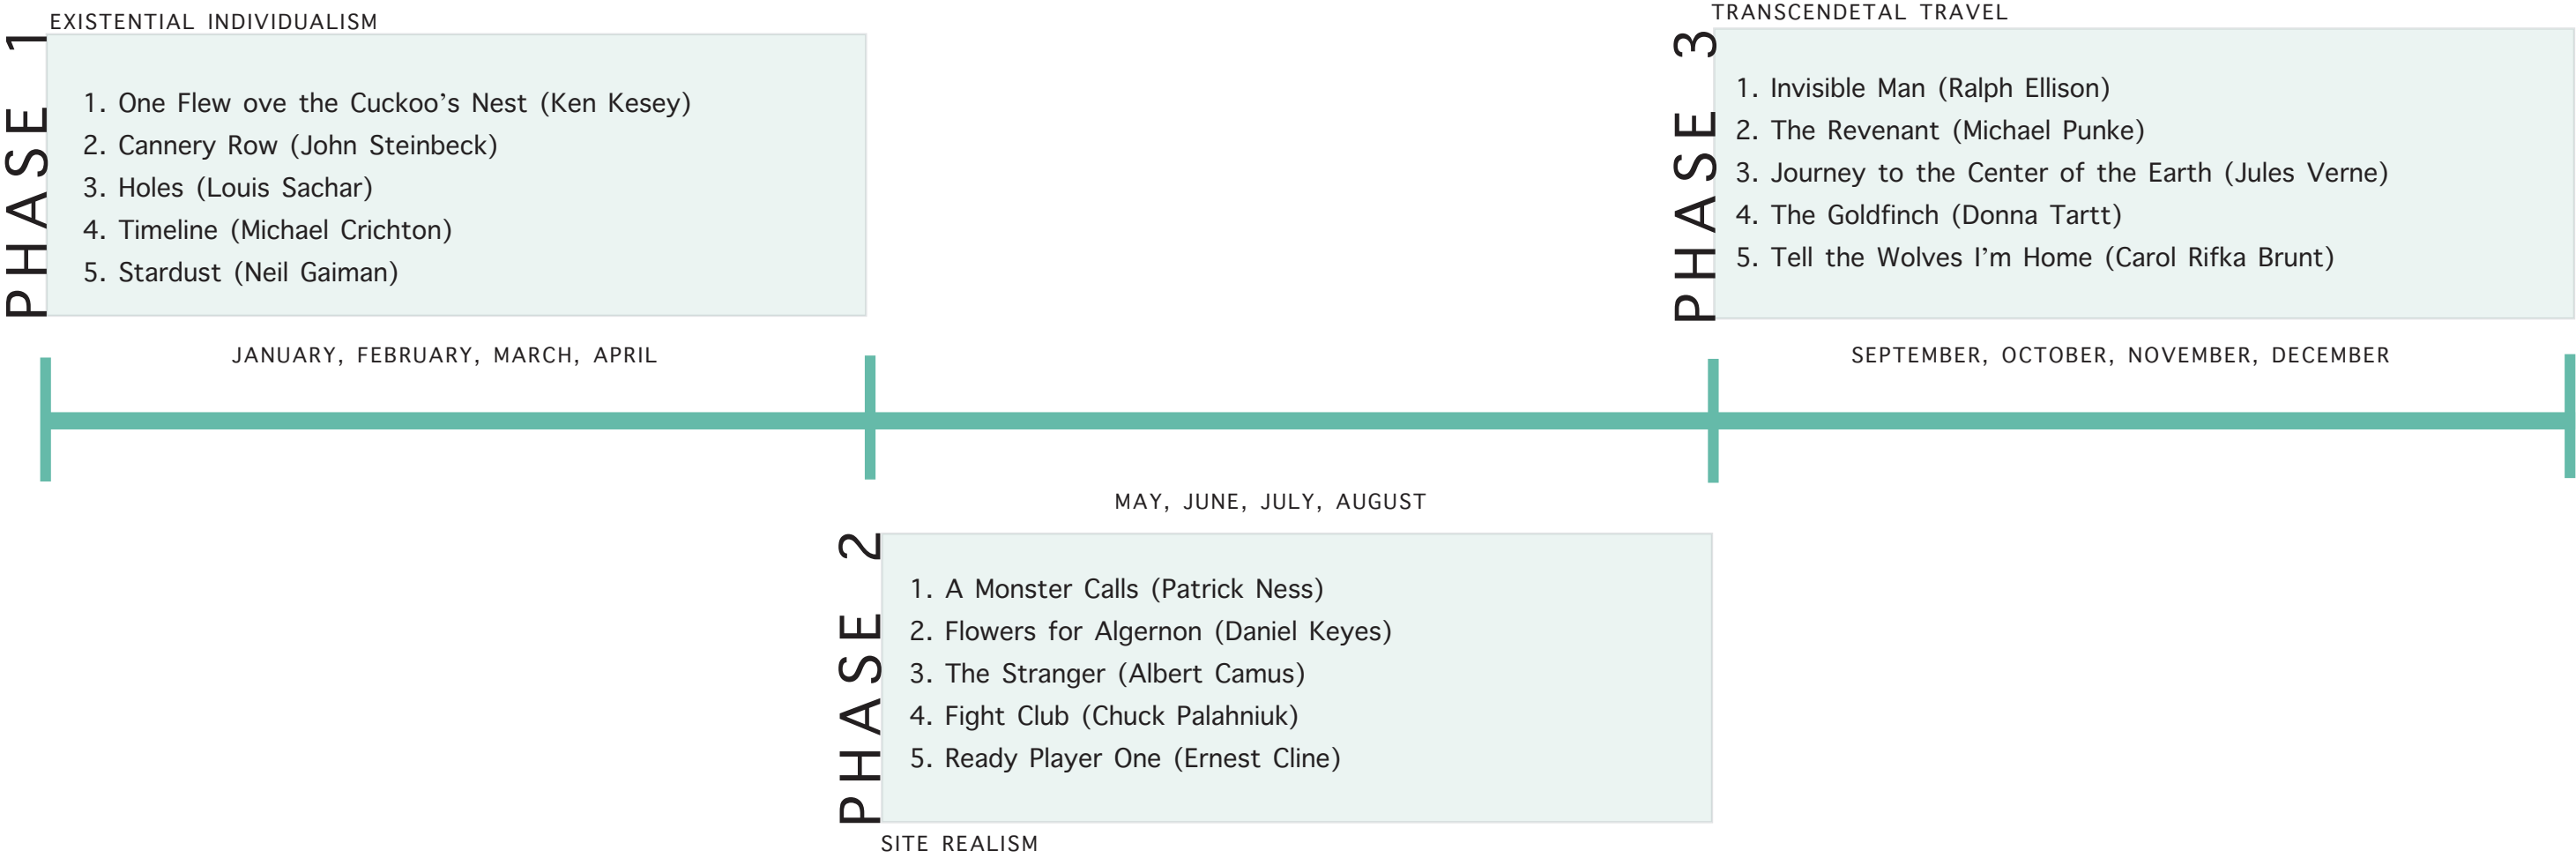 EXISTENTIAL INDIVIDUALISM
PHASE 1
1. One Flew ove the Cuckoo’s Nest (Ken Kesey)
2. Cannery Row (John Steinbeck)
3. Holes (Louis Sachar)
4. Timeline (Michael Crichton)
5. Stardust (Neil Gaiman)
JANUARY, FEBRUARY, MARCH, APRIL
MAY, JUNE, JULY, AUGUST
PHASE 2
1. A Monster Calls (Patrick Ness)
2. Flowers for Algernon (Daniel Keyes)
3. The Stranger (Albert Camus)
4. Fight Club (Chuck Palahniuk)
5. Ready Player One (Ernest Cline)
SITE REALISM
TRANSCENDETAL TRAVEL
PHASE 3
1. Invisible Man (Ralph Ellison)
2. The Revenant (Michael Punke)
3. Journey to the Center of the Earth (Jules Verne)
4. The Goldfinch (Donna Tartt)
5. Tell the Wolves I’m Home (Carol Rifka Brunt)
SEPTEMBER, OCTOBER, NOVEMBER, DECEMBER